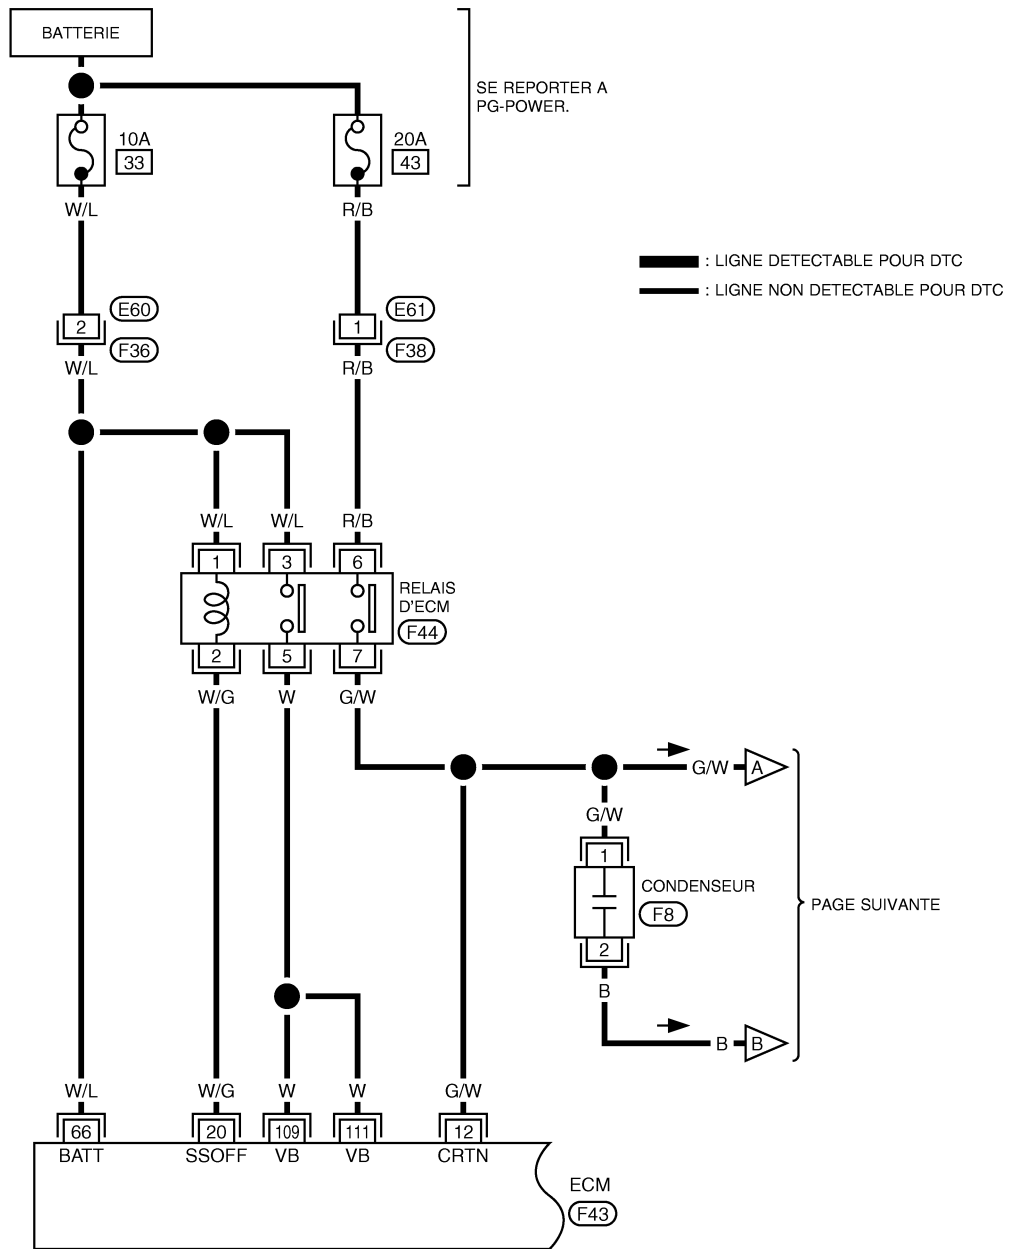 BATTERIE
SE REPORTER A
PG-POWER.
10A
33
20A
43
W/L
R/B
: LIGNE DETECTABLE POUR DTC
: LIGNE NON DETECTABLE POUR DTC
2
E60
F36
1
E61
F38
W/L
R/B
W/L
W/L
R/B
1
3
6
RELAIS
D'ECM
F44
2
5
7
W/G
W
G/W
G/W
A
G/W
1
CONDENSEUR
F8
2
PAGE SUIVANTE
B
B
B
W/L
W/G
W
W
G/W
66
20
109
111
12
BATT
SSOFF
VB
VB
CRTN
ECM
F43